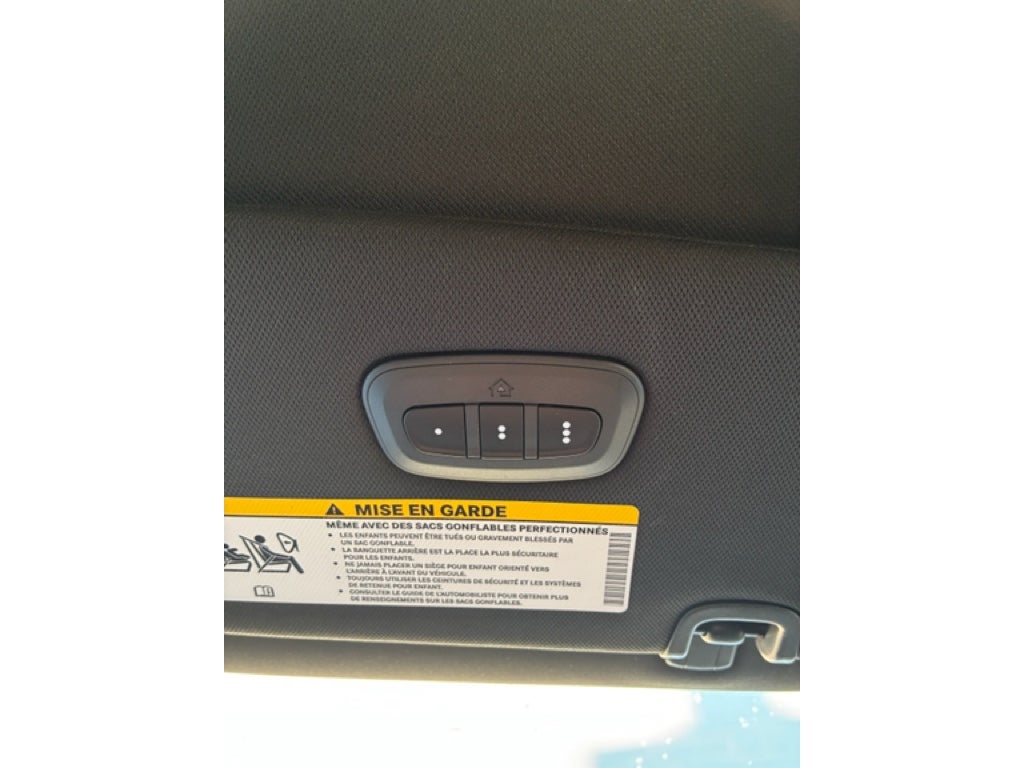 MISE EN GARDE
MÊME AVEC DES SACS GONFLABLES PERFECTIONNÉS
• LES ENFANTS PEUVENT ÊTRE TUÉS OU GRAVEMENT BLESSÉS PAR
UN SAC GONFLABLE.
• LA BANQUETTE ARRIÈRE EST LA PLACE LA PLUS SÉCURITAIRE
POUR LES ENFANTS.
• NE JAMAIS PLACER UN SIÈGE POUR ENFANT ORIENTÉ VERS
L'ARRIÈRE À L'AVANT DU VÉHICULE.
• TOUJOURS UTILISER LES CEINTURES DE SÉCURITÉ ET LES SYSTÈMES
DE RETENUE POUR ENFANT.
• CONSULTER LE GUIDE DE L'AUTOMOBILISTE POUR OBTENIR PLUS
DE RENSEIGNEMENTS SUR LES SACS GONFLABLES.